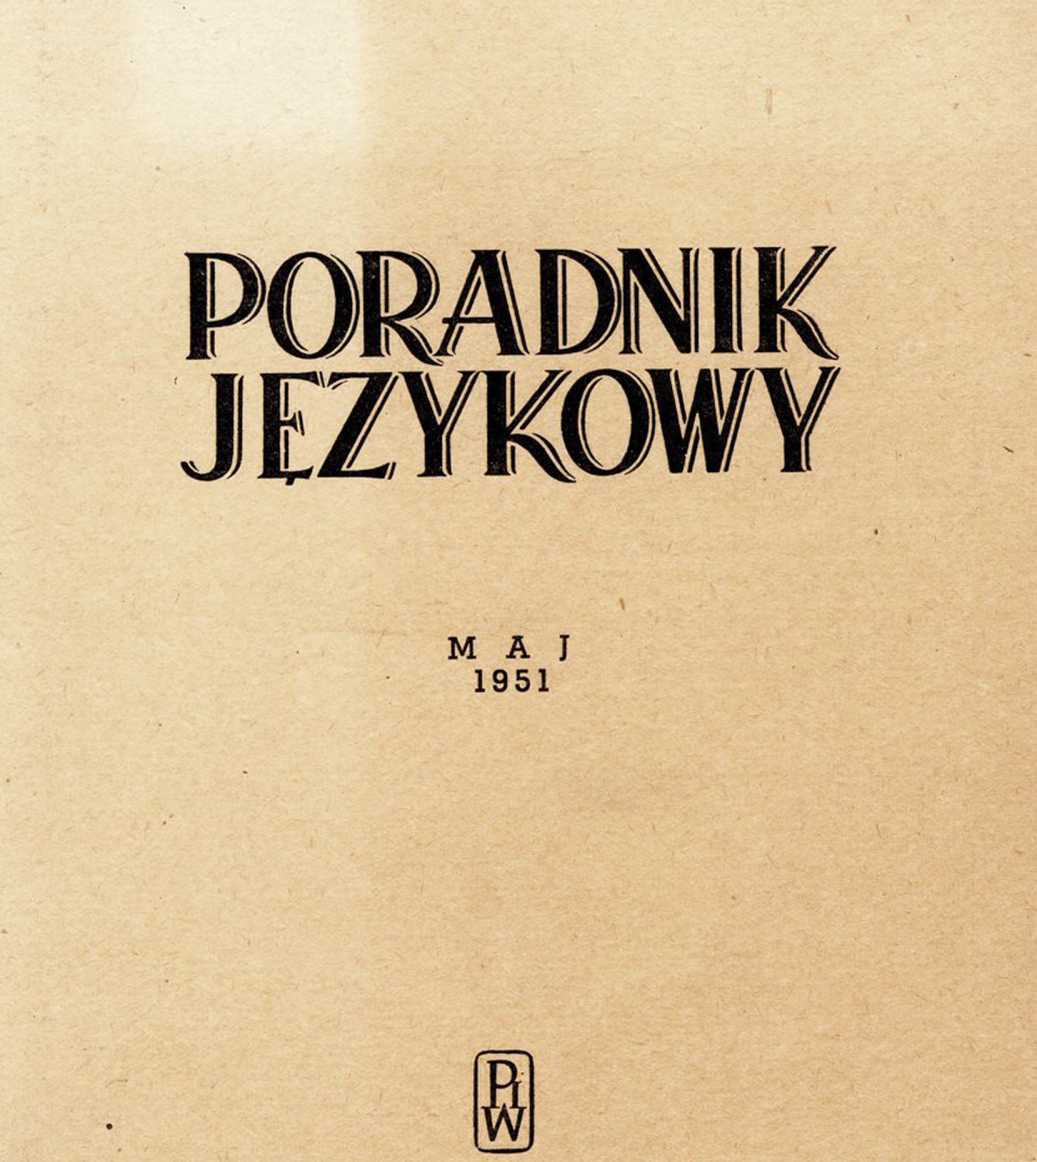 PORADNIK
JĘZYKOWY
M A J
1951
PIW